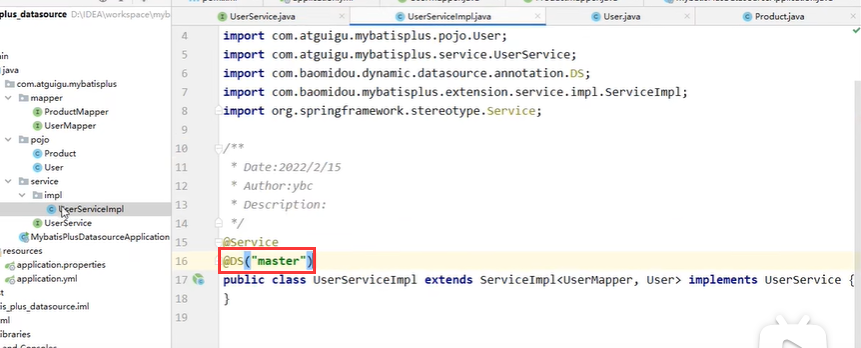 plus_datasource D:\IDEA\workspace\myb
UserService.java
UserServiceImpl.java
User.java
Product.java
java
com.atguigu.mybatisplus
mapper
ProductMapper
UserMapper
pojo
Product
User
service
impl
UserServiceImpl
UserService
MybatisPlusDatasourceApplication
resources
application.properties
application.yml
is_plus_datasource.iml
4 import com.atguigu.mybatisplus.pojo.User;
5 import com.atguigu.mybatisplus.service.UserService;
6 import com.baomidou.dynamic.datasource.annotation.DS;
7 import com.baomidou.mybatisplus.extension.service.impl.ServiceImpl;
8 import org.springframework.stereotype.Service;
9
10 /**
11 * Date:2022/2/15
12 * Author:ybc
13 * Description:
14 */
15 @Service
16 @DS("master")
17 public class UserServiceImpl extends ServiceImpl<UserMapper, User> implements UserService {
18 }
19